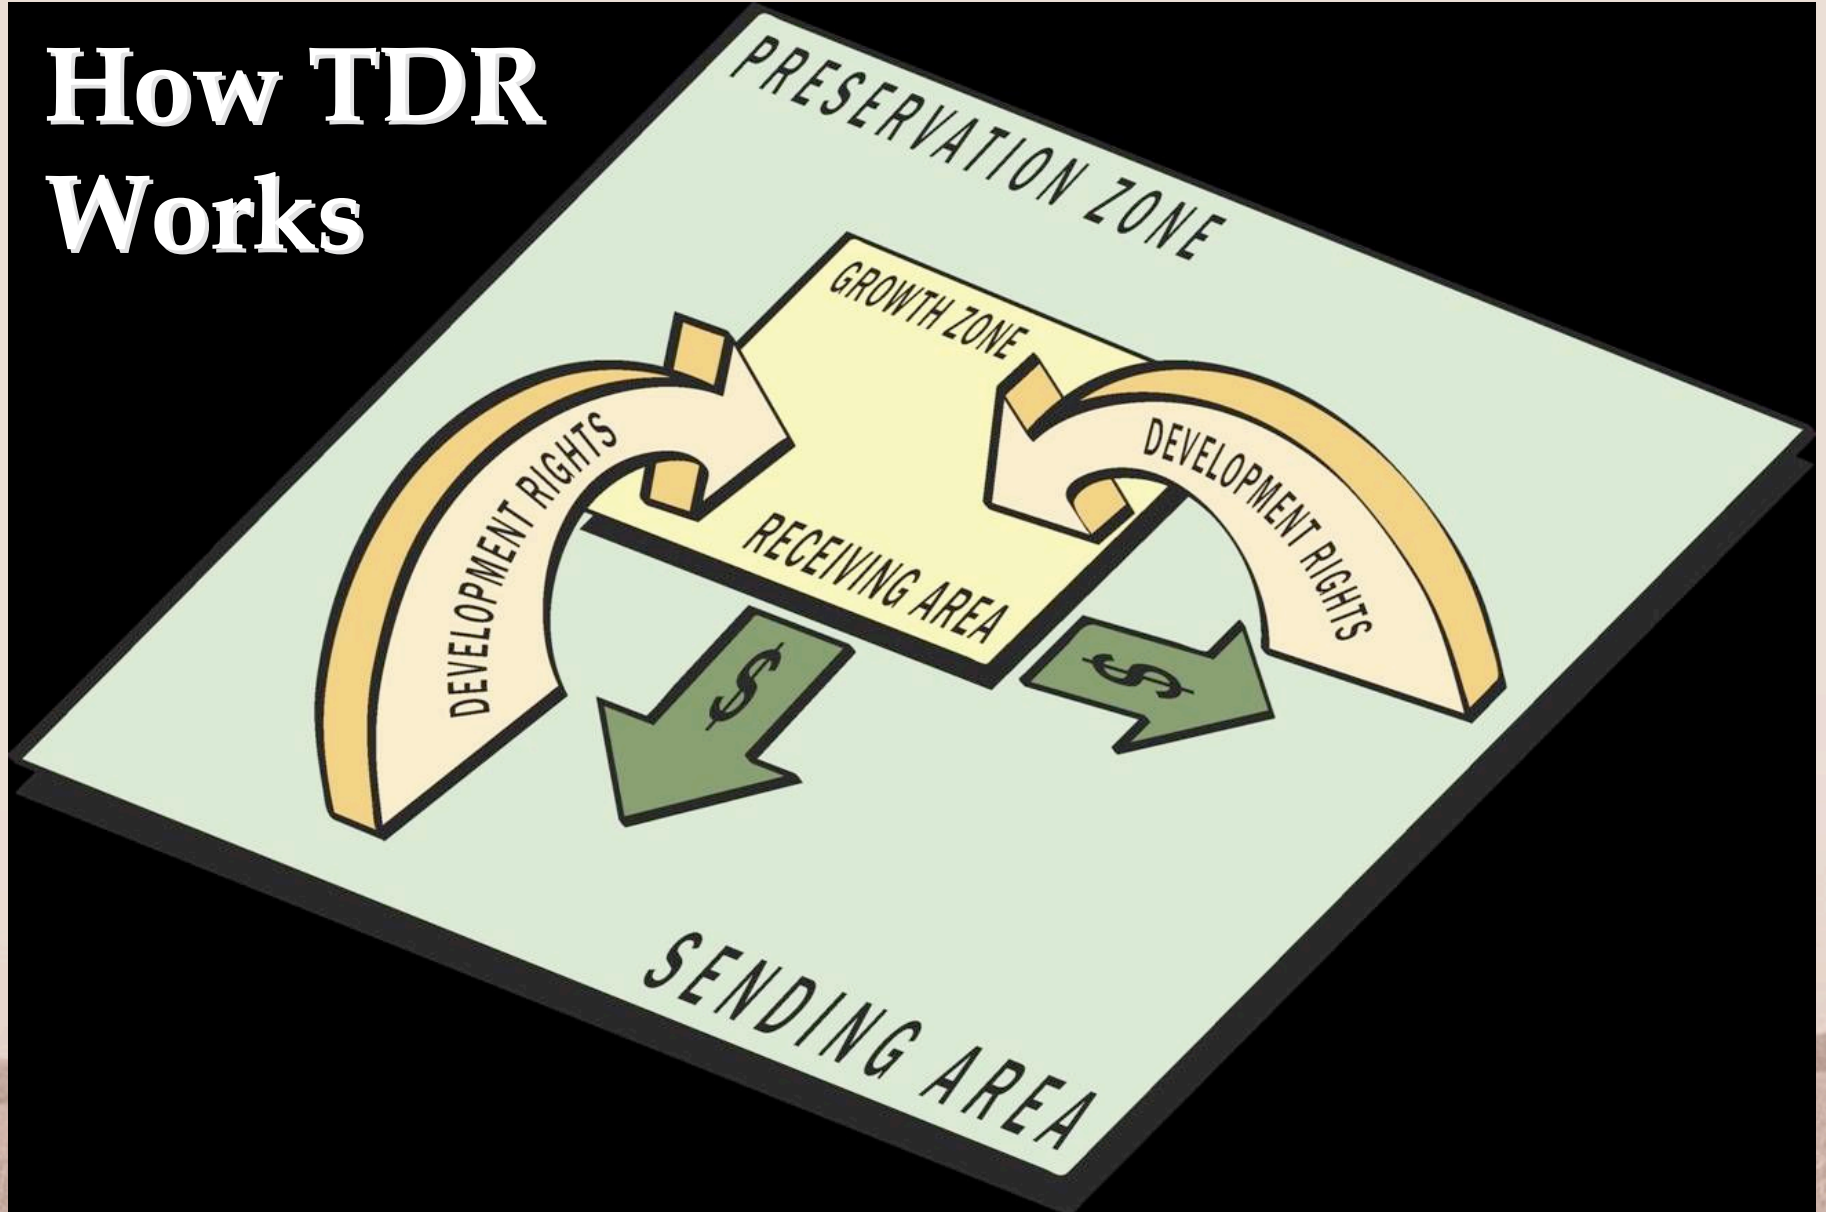 How TDR
Works
PRESERVATION ZONE
GROWTH ZONE
DEVELOPMENT RIGHTS
DEVELOPMENT RIGHTS
RECEIVING AREA
$
$
SENDING AREA